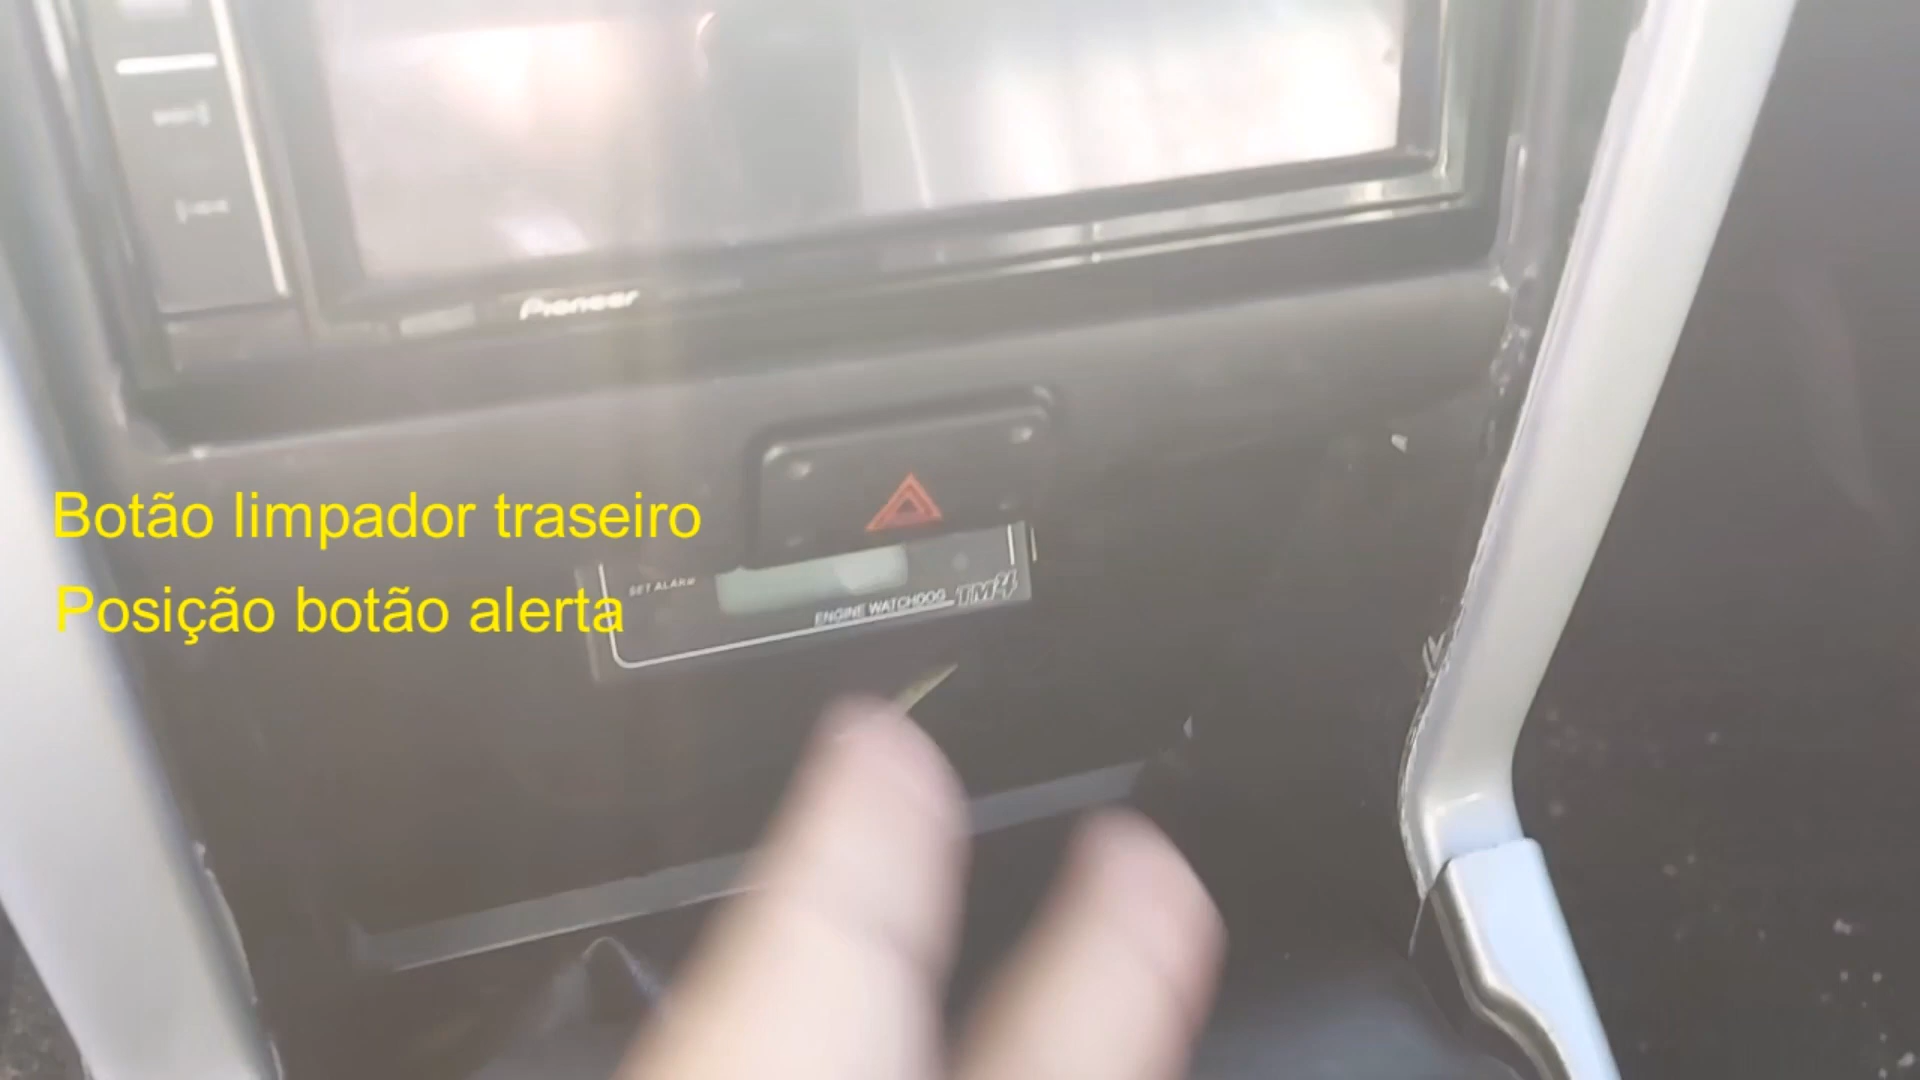 Pioneer
Botão limpador traseiro
SET ALARM
Posição botão alerta
ENGINE WATCHDOG TM4